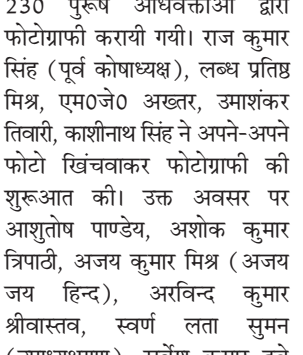 230 पुरूष अधिवक्ताओं द्वारा
फोटोग्राफी करायी गयी। राज कुमार
सिंह (पूर्व कोषाध्यक्ष), लब्ध प्रतिष्ठ
मिश्र, एम0जे0 अख्तर, उमाशंकर
तिवारी, काशीनाथ सिंह ने अपने-अपने
फोटो खिंचवाकर फोटोग्राफी की
शुरूआत की। उक्त अवसर पर
आशुतोष पाण्डेय, अशोक कुमार
त्रिपाठी, अजय कुमार मिश्र (अजय
जय हिन्द), अरविन्द कुमार
श्रीवास्तव, स्वर्ण लता सुमन